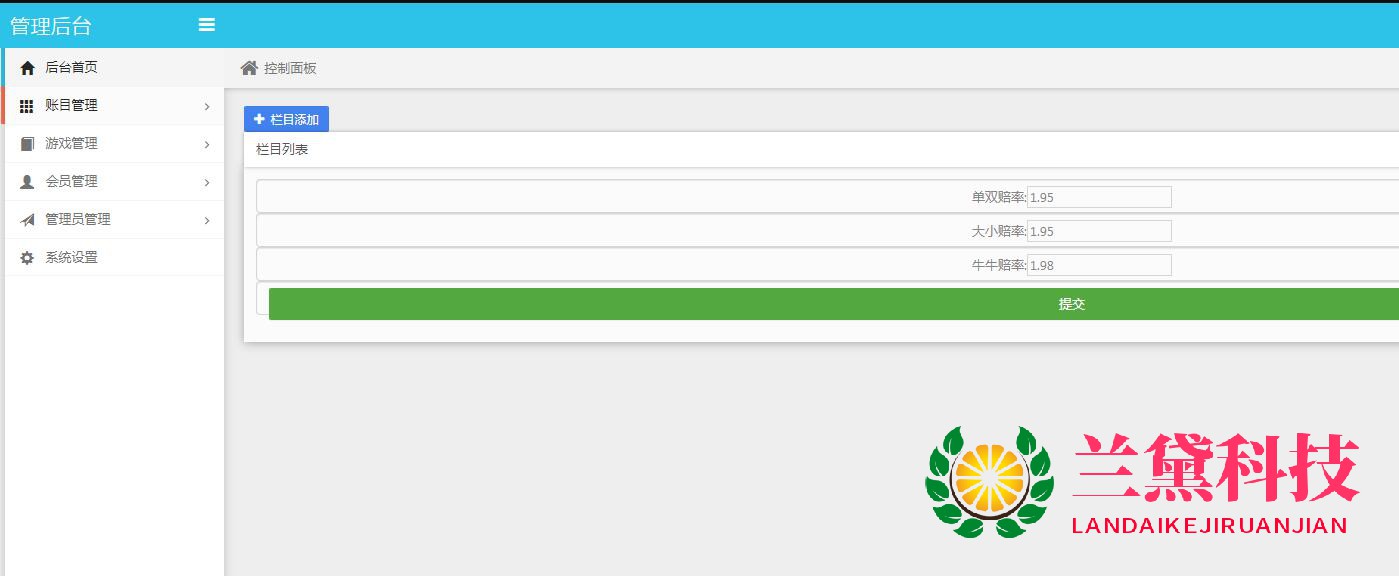 管理后台
后台首页
控制面板
账目管理
栏目添加
游戏管理
栏目列表
会员管理
单双赔率:1.95
管理员管理
大小赔率:1.95
系统设置
牛牛赔率:1.98
提交
兰黛科技
LANDAIKEJIRUANJIAN